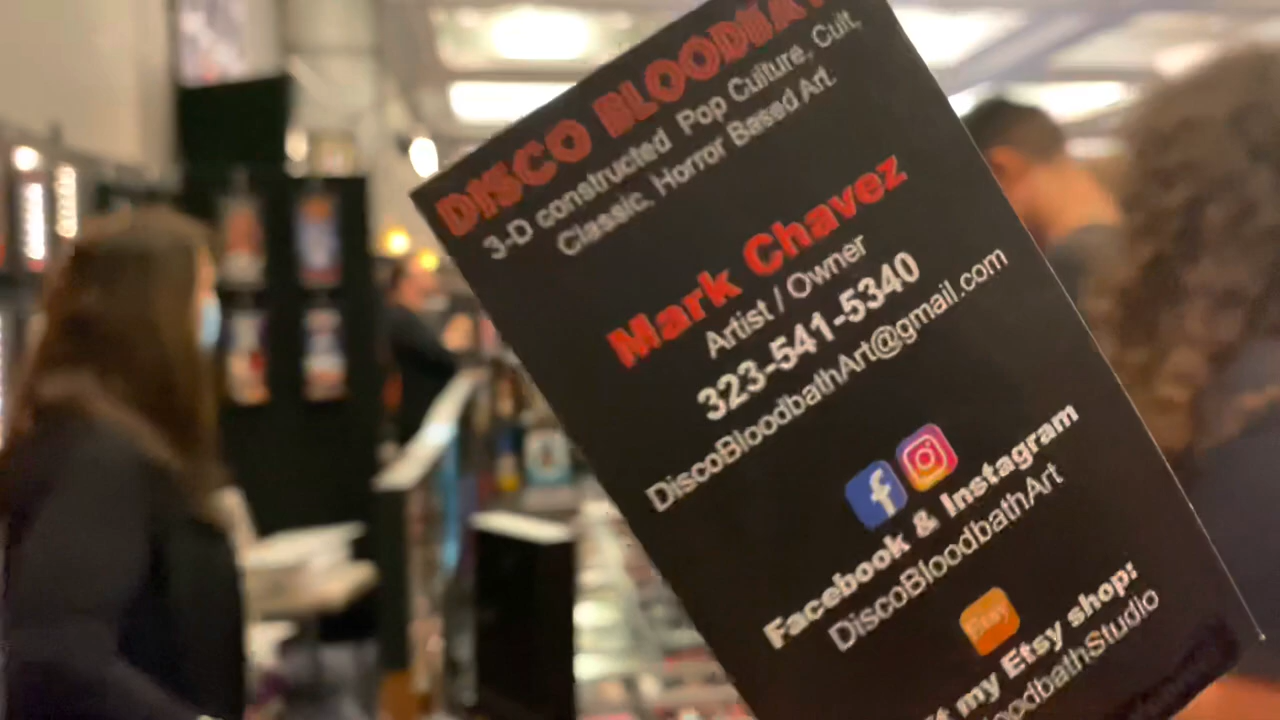 DISCO BLOODBAT
3-D constructed Pop Culture, Cult,
Classic, Horror Based Art.
Mark Chavez
Artist / Owner
323-541-5340
DiscoBloodbathArt@gmail.com
Facebook & Instagram
DiscoBloodbathArt
Etsy
my Etsy shop:
oodbathStudio